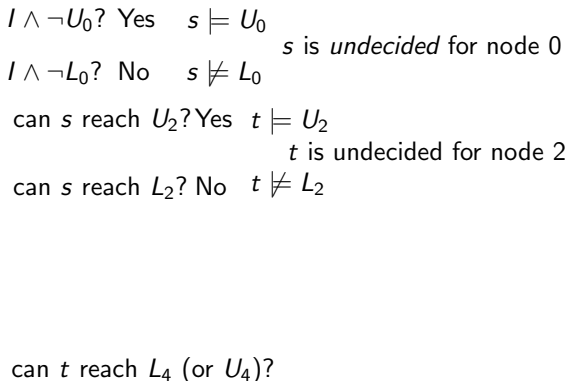 I ∧ ¬U₀? Yes s ⊨ U₀
s is undecided for node 0
I ∧ ¬L₀? No s ⊭ L₀
can s reach U₂? Yes t ⊨ U₂
t is undecided for node 2
can s reach L₂? No t ⊭ L₂
can t reach L₄ (or U₄)?